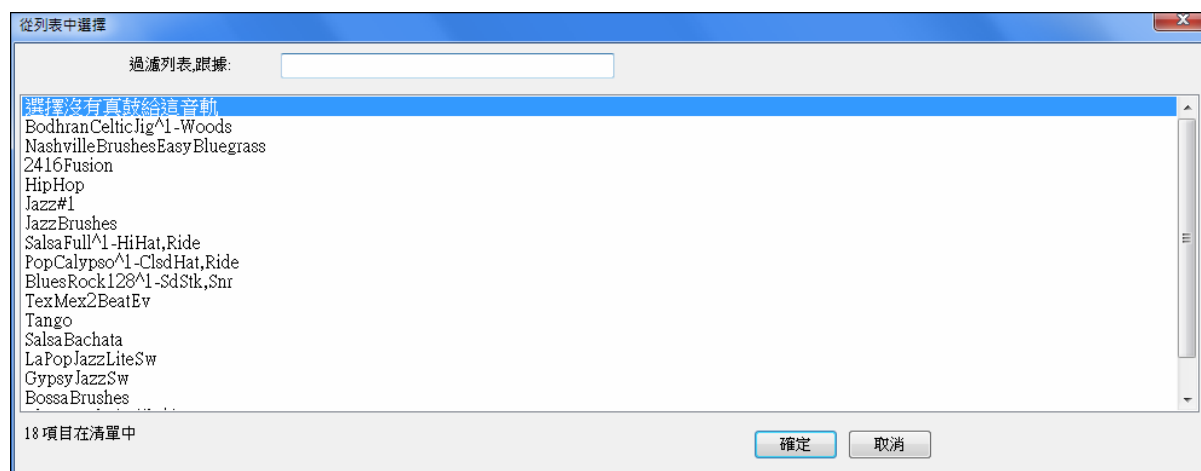 從列表中選擇
過濾列表,跟據:
選擇沒有真鼓給這音軌
BodhranCelticJig^1-Woods
NashvilleBrushesEasyBluegrass
2416Fusion
HipHop
Jazz#1
JazzBrushes
SalsaFull^1-HiHat,Ride
PopCalypso^1-ClsdHat,Ride
BluesRock128^1-SdStk,Snr
TexMex2BeatEv
Tango
SalsaBachata
LaPopJazzLiteSw
GypsyJazzSw
BossaBrushes
18 項目在清單中
確定 取消